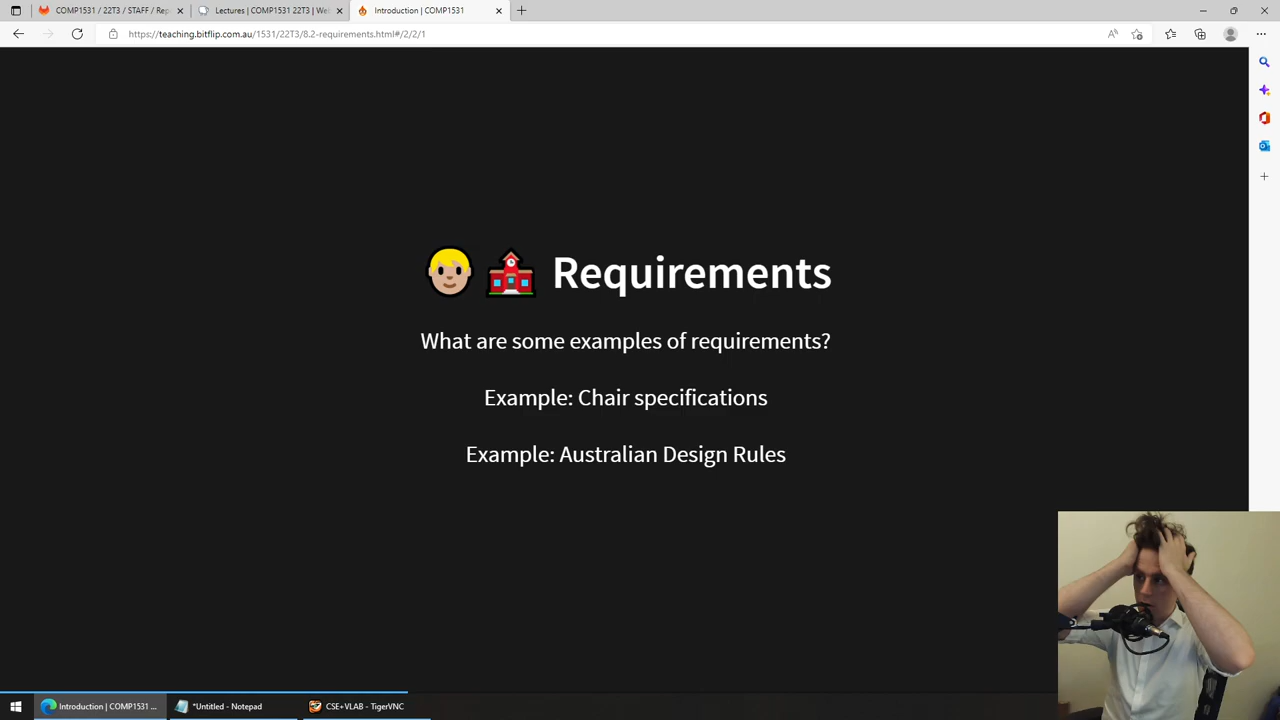 COMP1531 / 22T3 / STAFF / Rep
Lectures | COMP1531 22T3 | We
Introduction | COMP1531
https://teaching.bitflip.com.au/1531/22T3/8.2-requirements.html#/2/2/1
Requirements
What are some examples of requirements?
Example: Chair specifications
Example: Australian Design Rules
Introduction | COMP1531 ...
*Untitled - Notepad
CSE+VLAB - TigerVNC